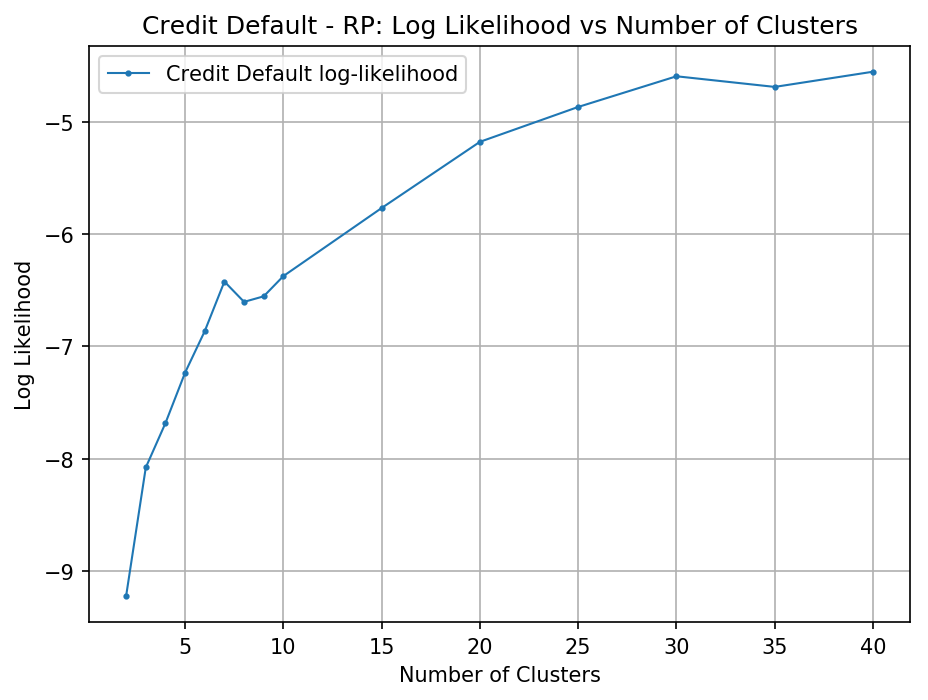 Credit Default - RP: Log Likelihood vs Number of Clusters
Credit Default log-likelihood
−5
−6
−7
−8
−9
Log Likelihood
5 10 15 20 25 30 35 40
Number of Clusters